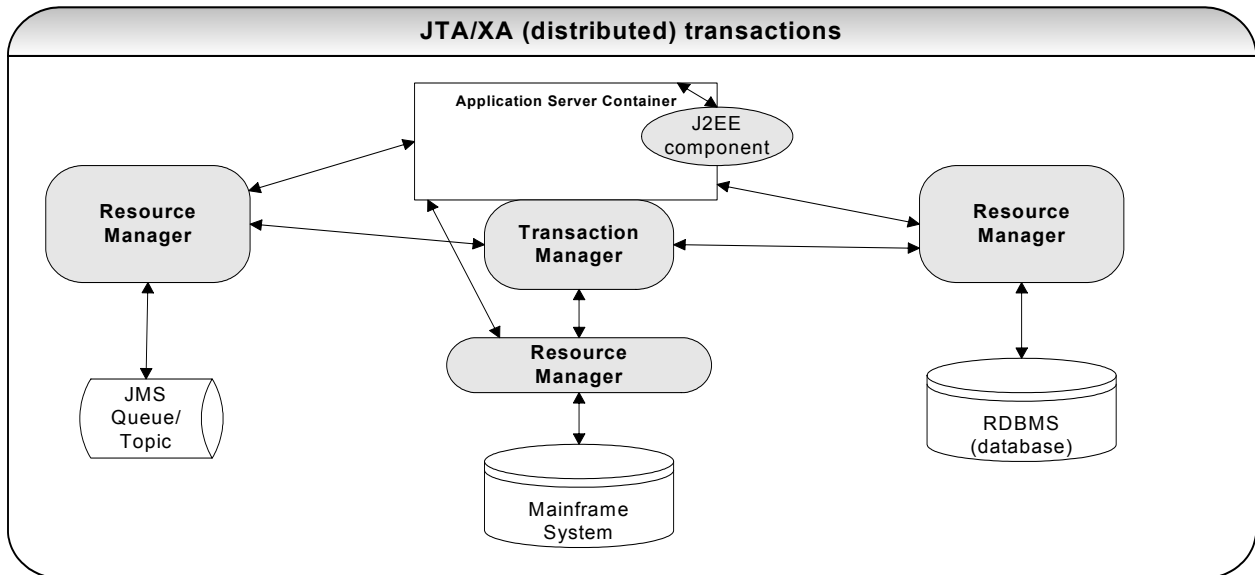 JTA/XA (distributed) transactions
Application Server Container
J2EE
component
Resource
Manager
Transaction
Manager
Resource
Manager
Resource
Manager
JMS
Queue/
Topic
RDBMS
(database)
Mainframe
System